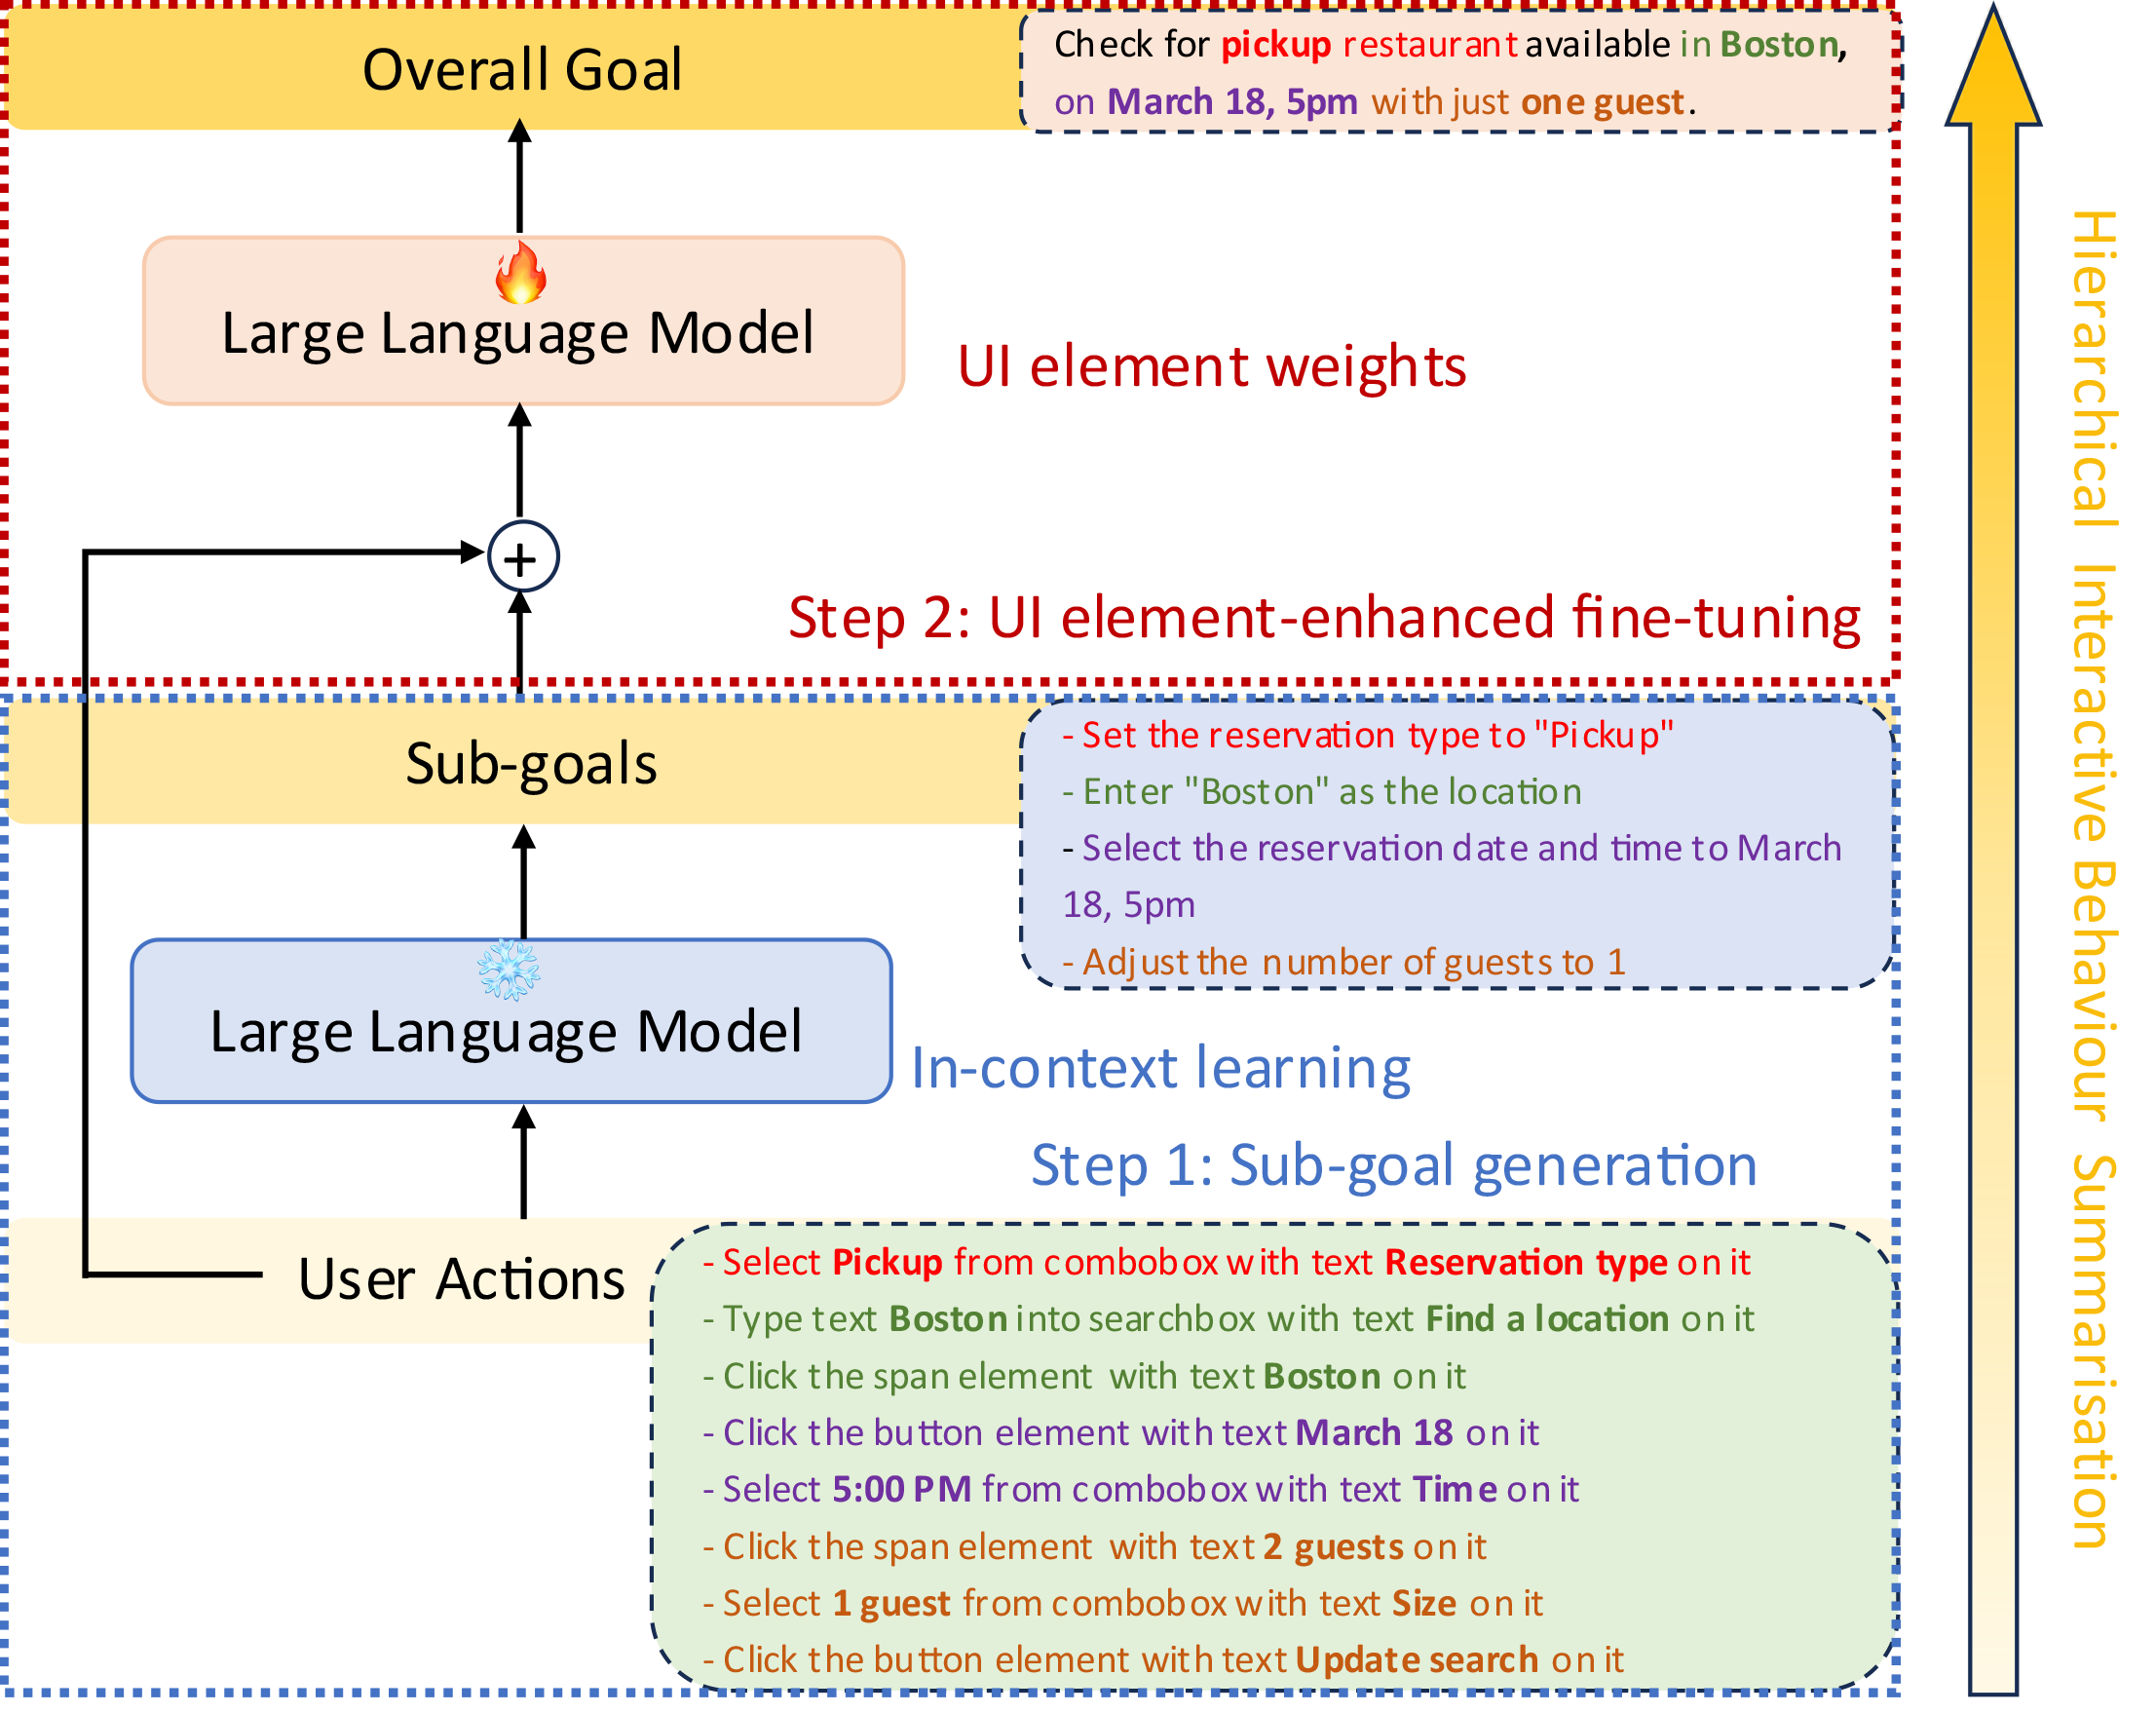 Overall Goal
Check for pickup restaurant available in Boston,
on March 18, 5pm with just one guest.
Large Language Model
UI element weights
+
Step 2: UI element-enhanced fine-tuning
Sub-goals
- Set the reservation type to "Pickup"
- Enter "Boston" as the location
- Select the reservation date and time to March
18, 5pm
- Adjust the number of guests to 1
Large Language Model
In-context learning
Step 1: Sub-goal generation
User Actions
- Select Pickup from combobox with text Reservation type on it
- Type text Boston into searchbox with text Find a location on it
- Click the span element with text Boston on it
- Click the button element with text March 18 on it
- Select 5:00 PM from combobox with text Time on it
- Click the span element with text 2 guests on it
- Select 1 guest from combobox with text Size on it
- Click the button element with text Update search on it
Hierarchical Interactive Behaviour Summarisation